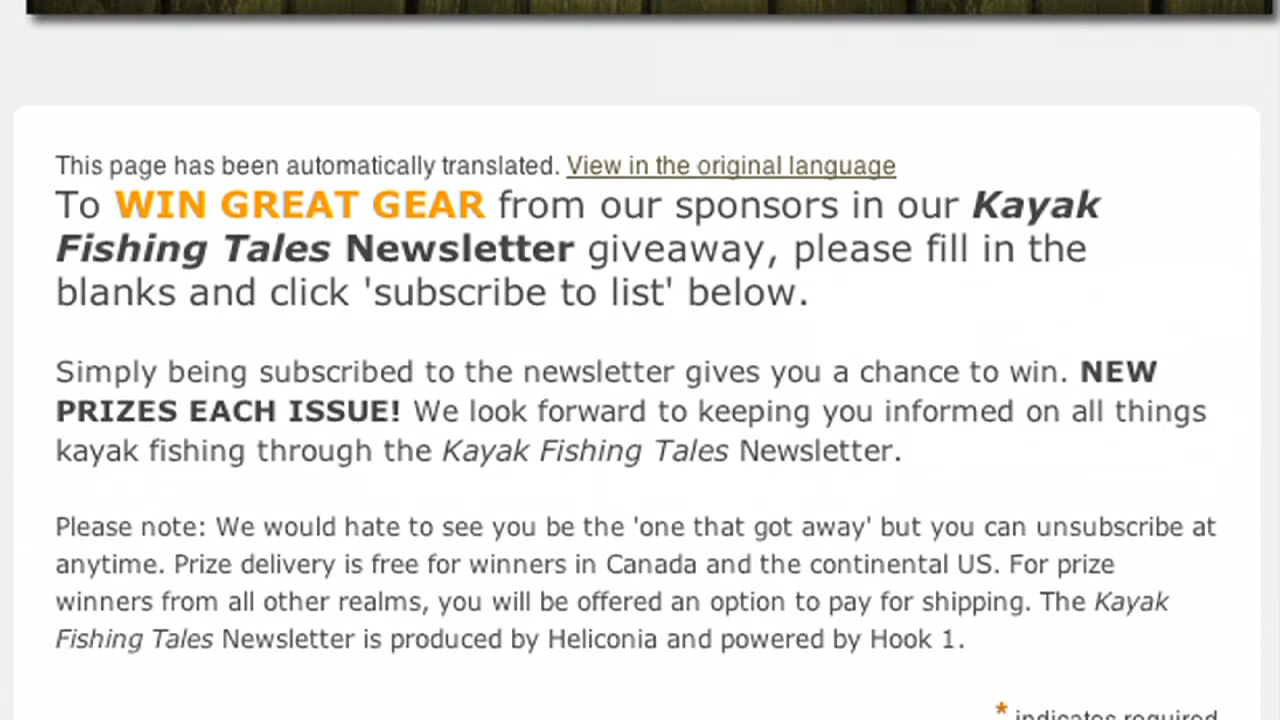 This page has been automatically translated. View in the original language
To WIN GREAT GEAR from our sponsors in our Kayak
Fishing Tales Newsletter giveaway, please fill in the
blanks and click 'subscribe to list' below.
Simply being subscribed to the newsletter gives you a chance to win. NEW
PRIZES EACH ISSUE! We look forward to keeping you informed on all things
kayak fishing through the Kayak Fishing Tales Newsletter.
Please note: We would hate to see you be the 'one that got away' but you can unsubscribe at
anytime. Prize delivery is free for winners in Canada and the continental US. For prize
winners from all other realms, you will be offered an option to pay for shipping. The Kayak
Fishing Tales Newsletter is produced by Heliconia and powered by Hook 1.
* indicates required